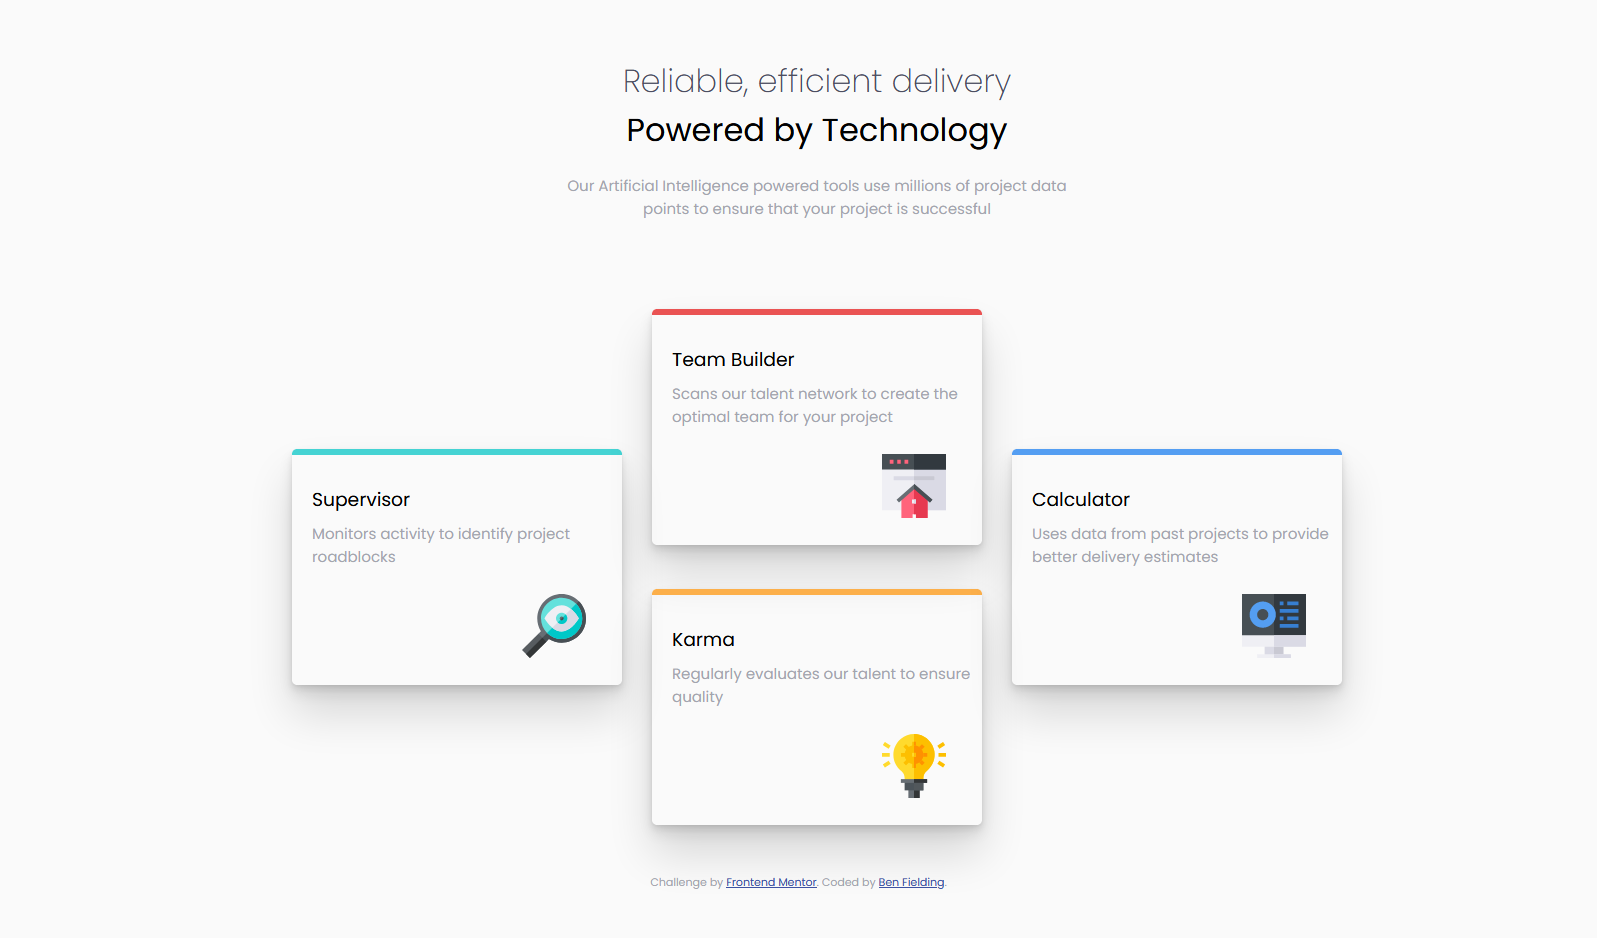 Reliable, efficient delivery
Powered by Technology
Our Artificial Intelligence powered tools use millions of project data
points to ensure that your project is successful
Team Builder
Scans our talent network to create the
optimal team for your project
Supervisor
Monitors activity to identify project
roadblocks
Calculator
Uses data from past projects to provide
better delivery estimates
Karma
Regularly evaluates our talent to ensure
quality
Challenge by Frontend Mentor. Coded by Ben Fielding.